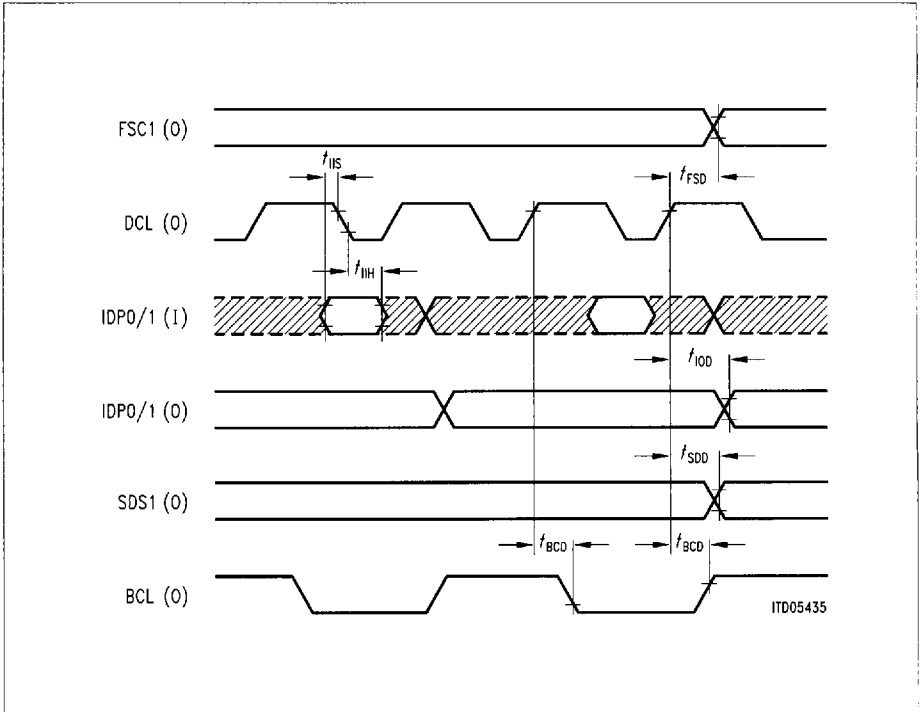 FSC1 (O)
t_IIS
t_FSD
DCL (O)
t_IIH
IDP0/1 (I)
t_IOD
IDP0/1 (O)
t_SDD
SDS1 (O)
t_BCD
t_BCD
BCL (O)
ITD05435